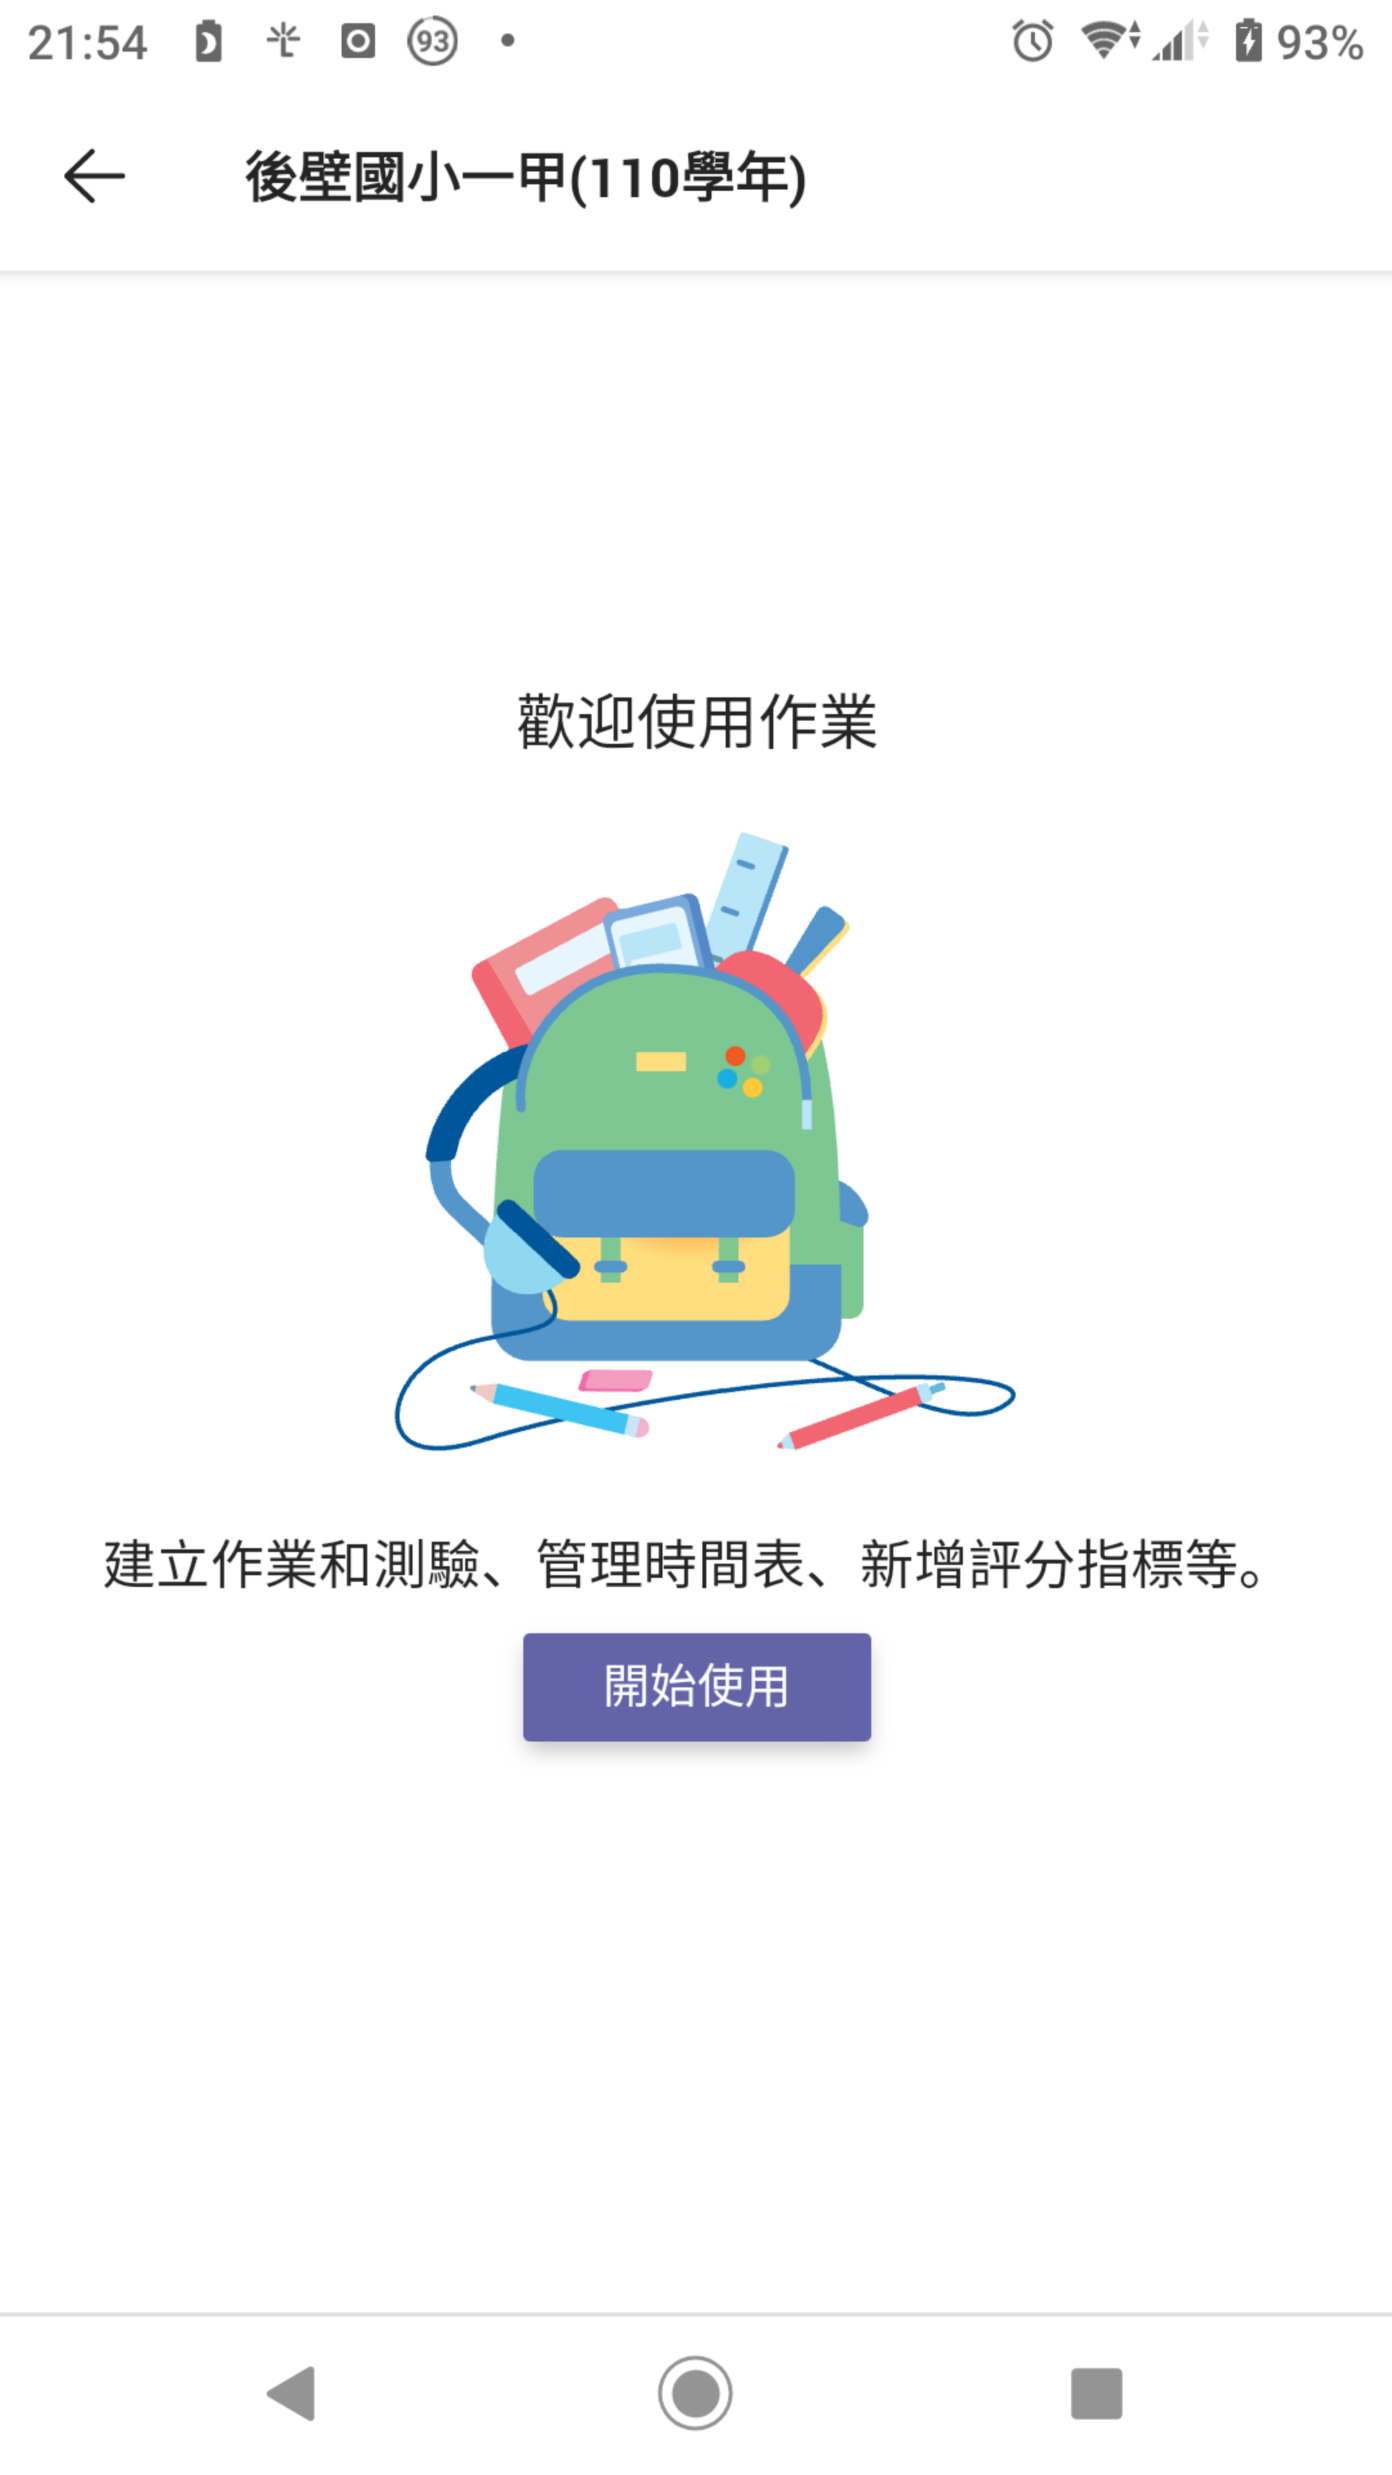 21:54 93 93%
後壁國小一甲(110學年)
歡迎使用作業
建立作業和測驗、管理時間表、新增評分指標等。
開始使用